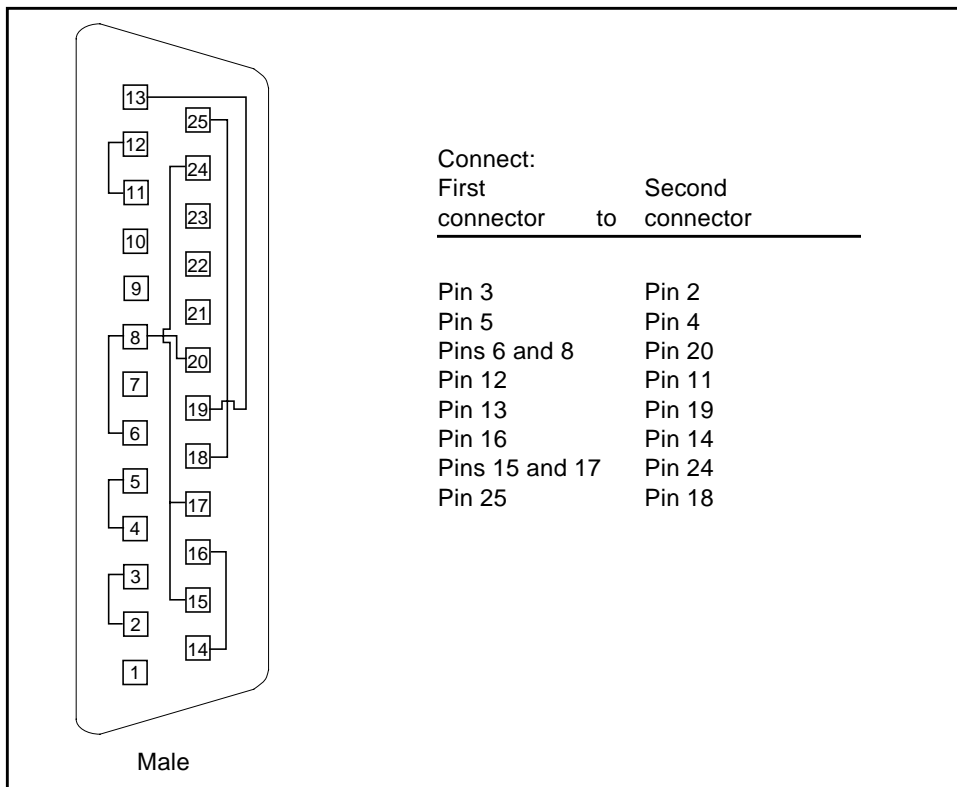 13
25
12
24
11
23
10
22
9
21
8
20
7
19
6
18
5
17
4
16
3
15
2
14
1
Male
Connect:
First Second
connector to connector
Pin 3 Pin 2
Pin 5 Pin 4
Pins 6 and 8 Pin 20
Pin 12 Pin 11
Pin 13 Pin 19
Pin 16 Pin 14
Pins 15 and 17 Pin 24
Pin 25 Pin 18